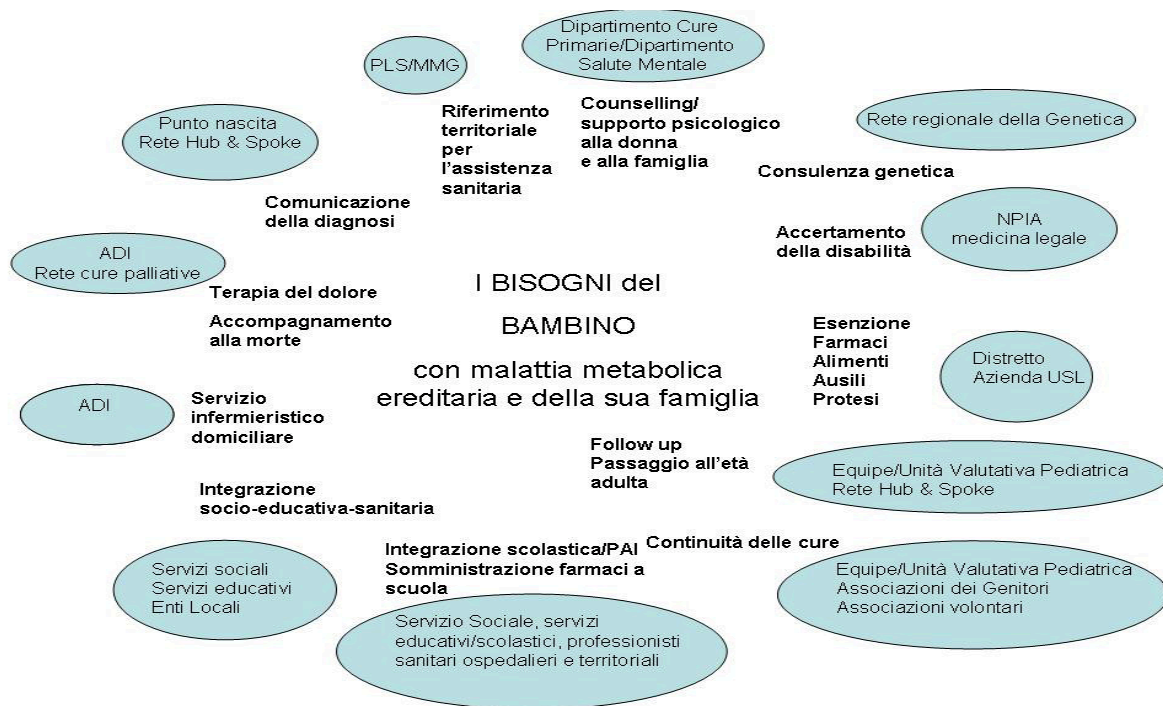 Dipartimento Cure
Primarie/Dipartimento
Salute Mentale
PLS/MMG
Riferimento
territoriale
per
l'assistenza
sanitaria
Counselling/
supporto psicologico
alla donna
e alla famiglia
Punto nascita
Rete Hub & Spoke
Rete regionale della Genetica
Consulenza genetica
Comunicazione
della diagnosi
NPIA
medicina legale
Accertamento
della disabilità
ADI
Rete cure palliative
Terapia del dolore
Accompagnamento
alla morte
I BISOGNI del
BAMBINO
con malattia metabolica
ereditaria e della sua famiglia
Esenzione
Farmaci
Alimenti
Ausili
Protesi
Distretto
Azienda USL
ADI
Servizio
infermieristico
domiciliare
Follow up
Passaggio all'età
adulta
Equipe/Unità Valutativa Pediatrica
Rete Hub & Spoke
Integrazione
socio-educativa-sanitaria
Integrazione scolastica/PAI
Somministrazione farmaci a
scuola
Continuità delle cure
Servizi sociali
Servizi educativi
Enti Locali
Equipe/Unità Valutativa Pediatrica
Associazioni dei Genitori
Associazioni volontari
Servizio Sociale, servizi
educativi/scolastici, professionisti
sanitari ospedalieri e territoriali